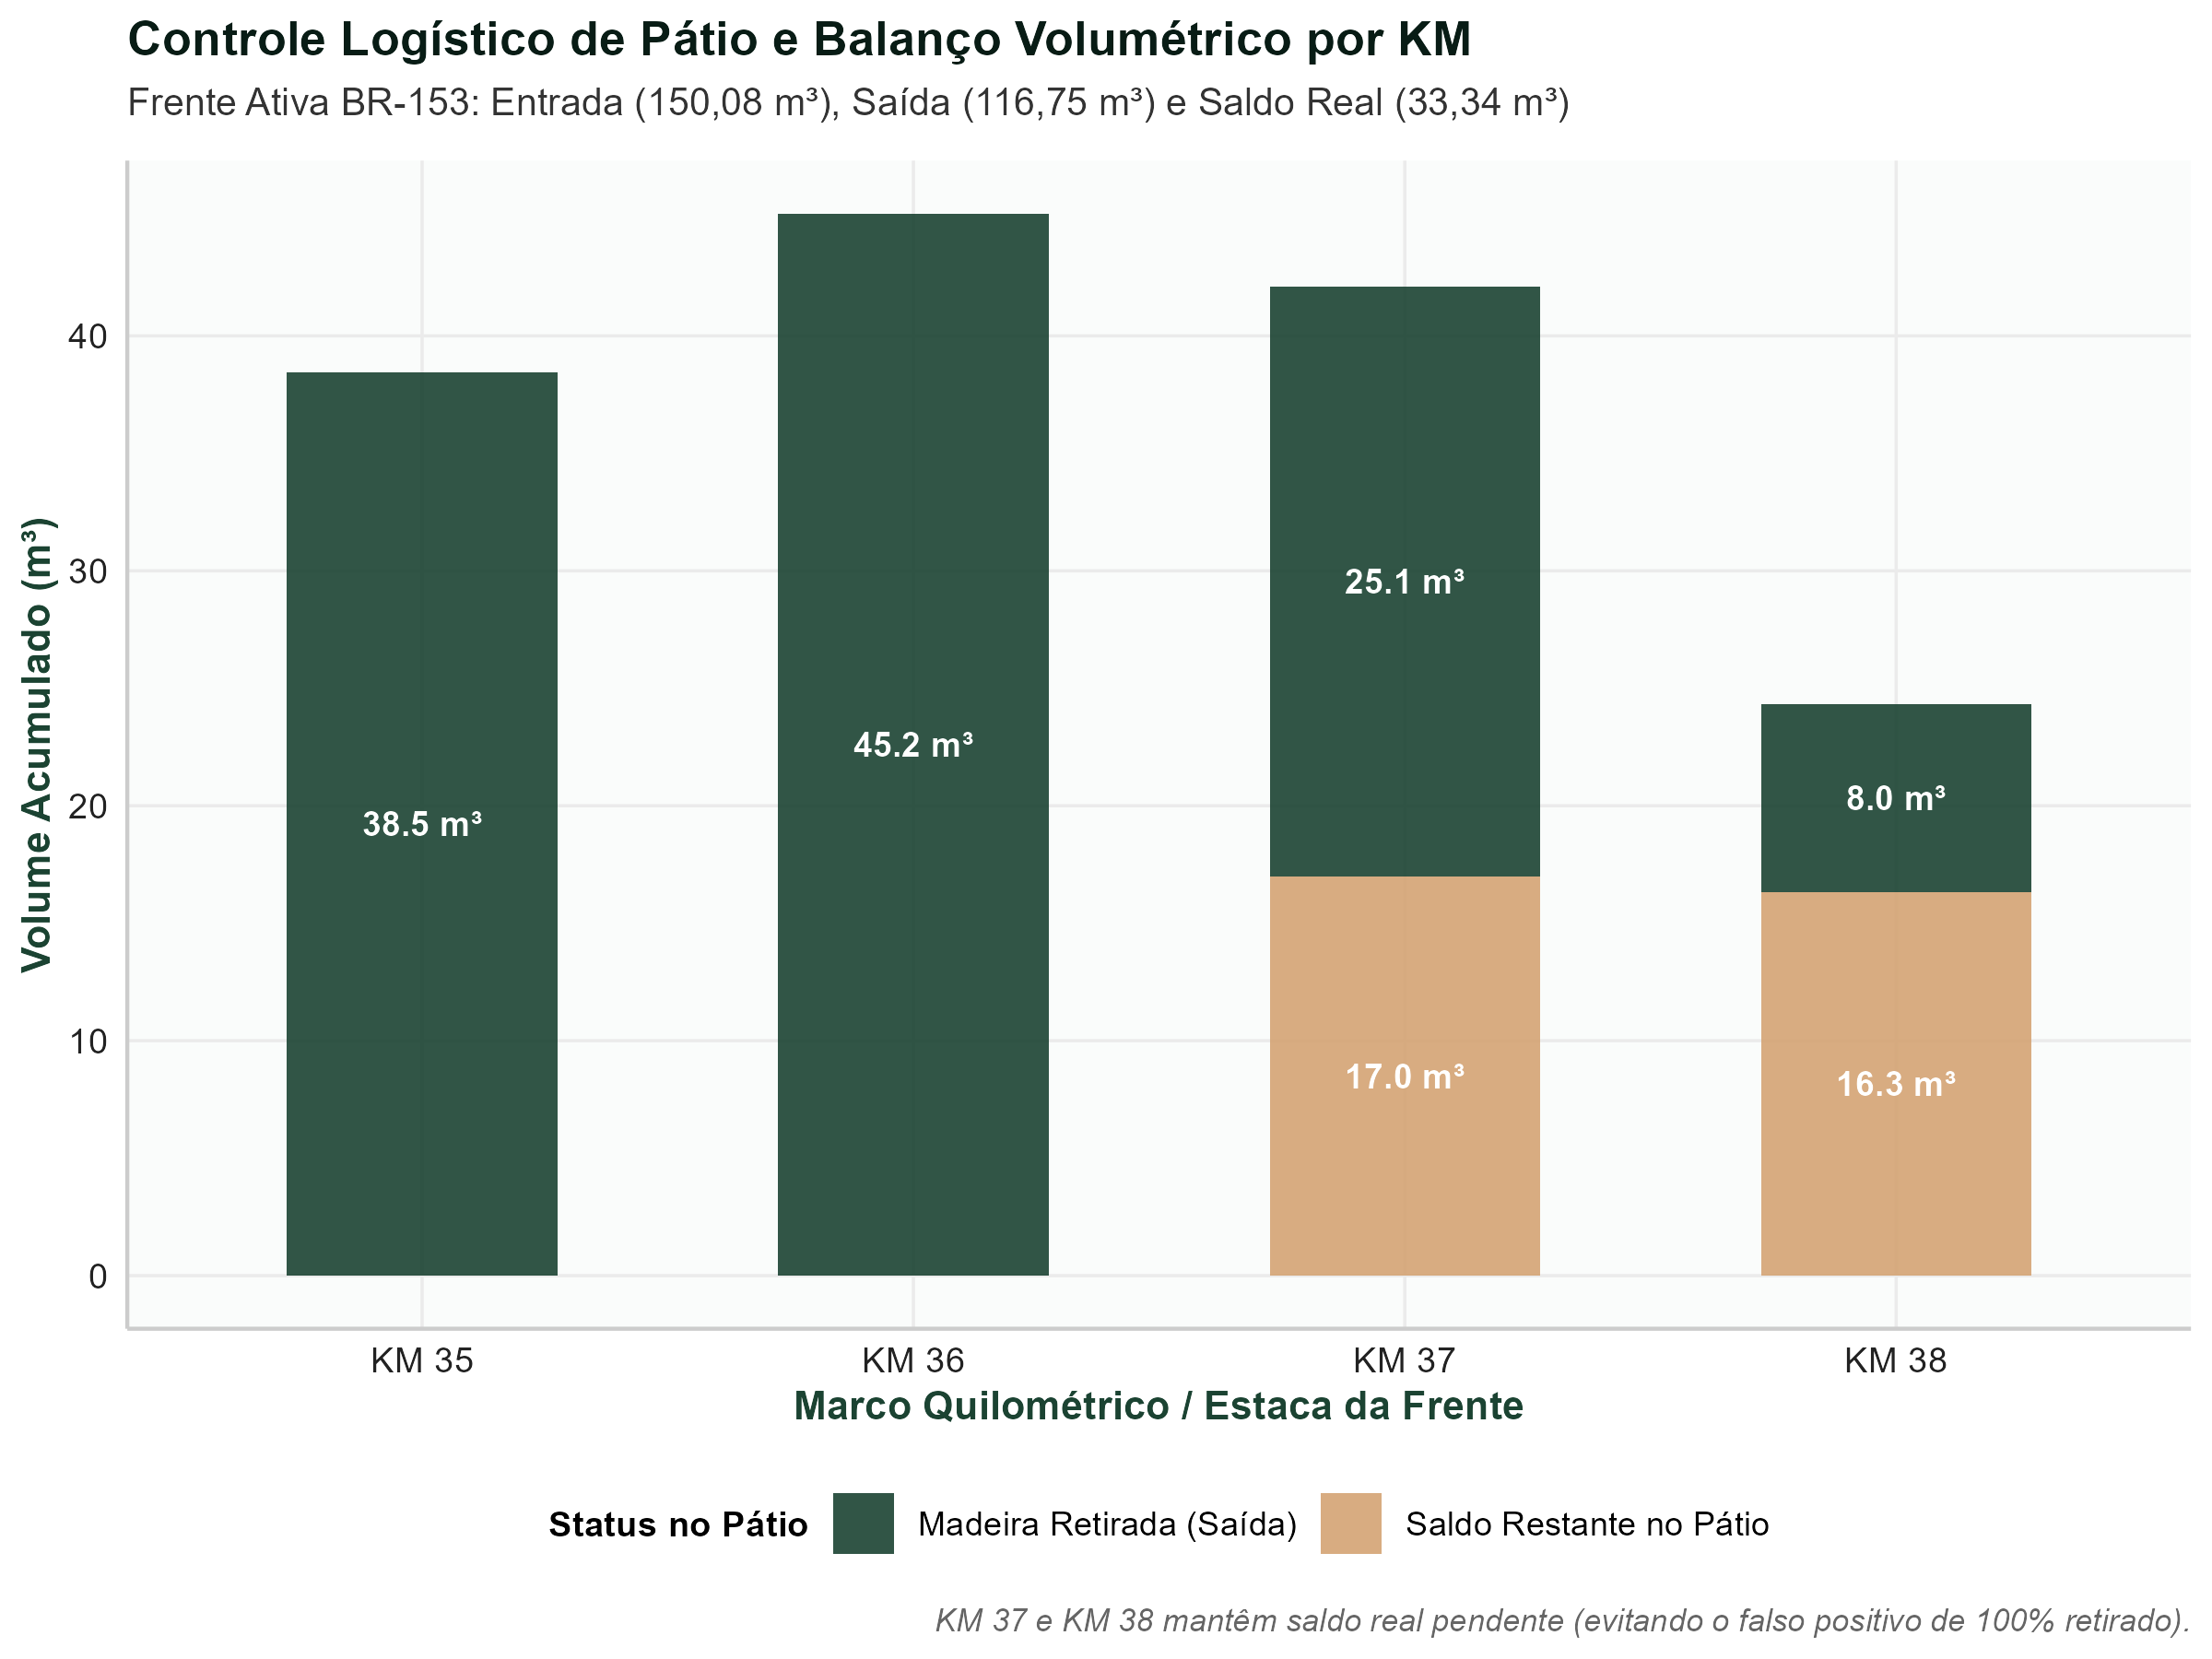 Controle Logístico de Pátio e Balanço Volumétrico por KM
Frente Ativa BR-153: Entrada (150,08 m³), Saída (116,75 m³) e Saldo Real (33,34 m³)
Volume Acumulado (m³)
40
30
20
10
0
38.5 m³
45.2 m³
25.1 m³
17.0 m³
8.0 m³
16.3 m³
KM 35
KM 36
KM 37
KM 38
Marco Quilométrico / Estaca da Frente
Status no Pátio
Madeira Retirada (Saída)
Saldo Restante no Pátio
KM 37 e KM 38 mantêm saldo real pendente (evitando o falso positivo de 100% retirado).